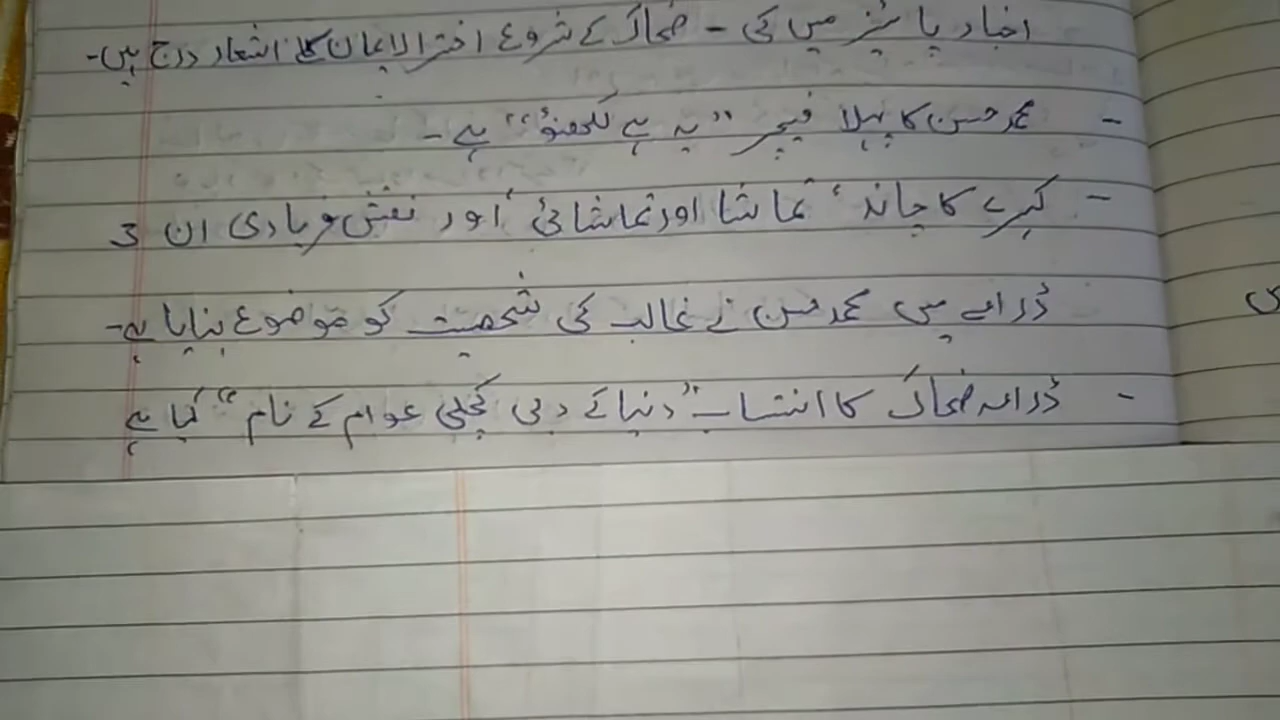 اخبار پائنیر میں کی - ضحاک کے شروع اختر الایمان کے اشعار درج ہیں-
- محمد حسن کا پہلا فیچر "یہ ہے لکھنؤ" ہے -
- کہرے کا چاند، تماشا اور تماشائی، اور نقش فریادی ان 3
ڈرامے میں محمد حسن نے غالب کی شخصیت کو موضوع بنایا ہے-
- ڈرامہ ضحاک کا انتساب "دنیا کے دبی کچلی عوام کے نام" کیا ہے
ں